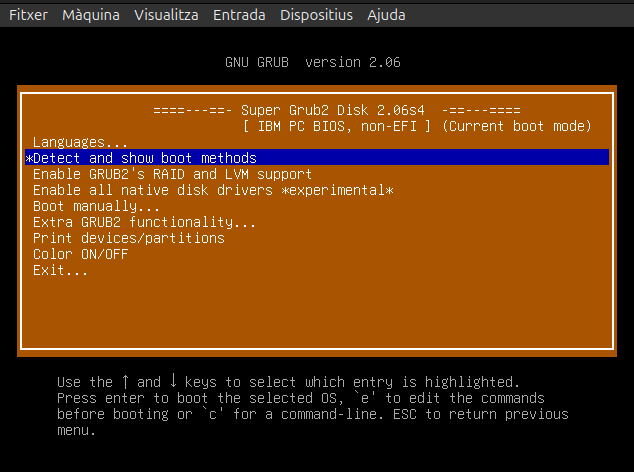 Fitxer Màquina Visualitza Entrada Dispositius Ajuda
GNU GRUB  version 2.06
====---==- Super Grub2 Disk 2.06s4  -==---====
[ IBM PC BIOS, non-EFI ] (Current boot mode)
Languages...
*Detect and show boot methods
Enable GRUB2's RAID and LVM support
Enable all native disk drivers *experimental*
Boot manually...
Extra GRUB2 functionality...
Print devices/partitions
Color ON/OFF
Exit...
Use the ↑ and ↓ keys to select which entry is highlighted.
Press enter to boot the selected OS, `e' to edit the commands
before booting or `c' for a command-line. ESC to return previous
menu.